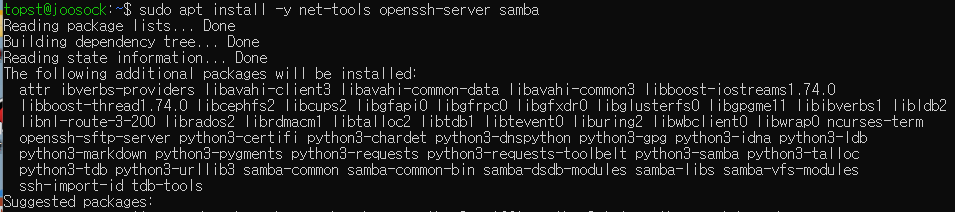 topst@joosock:~$ sudo apt install -y net-tools openssh-server samba
Reading package lists... Done
Building dependency tree... Done
Reading state information... Done
The following additional packages will be installed:
attr ibverbs-providers libavahi-client3 libavahi-common-data libavahi-common3 libboost-iostreams1.74.0
libboost-thread1.74.0 libcephfs2 libcups2 libgfapi0 libgfrpc0 libgfxdr0 libglusterfs0 libgpgme11 libibverbs1 libldb2
libnl-route-3-200 librados2 librdmacm1 libtalloc2 libtdb1 libtevent0 liburing2 libwbclient0 libwrap0 ncurses-term
openssh-sftp-server python3-certifi python3-chardet python3-dnspython python3-gpg python3-idna python3-ldb
python3-markdown python3-pygments python3-requests python3-requests-toolbelt python3-samba python3-talloc
python3-tdb python3-urllib3 samba-common samba-common-bin samba-dsdb-modules samba-libs samba-vfs-modules
ssh-import-id tdb-tools
Suggested packages: